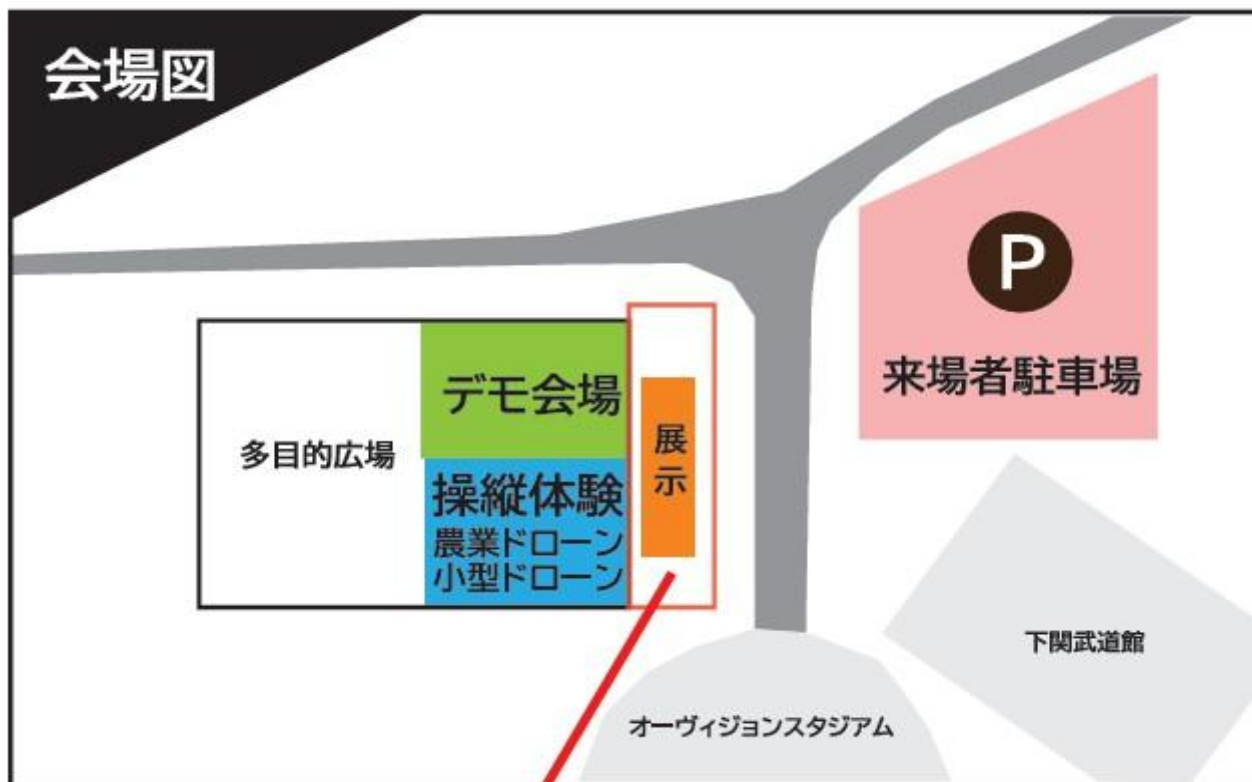 会場図
P
来場者駐車場
デモ会場
展示
多目的広場
操縦体験
農業ドローン
小型ドローン
下関武道館
オーヴィジョンスタジアム